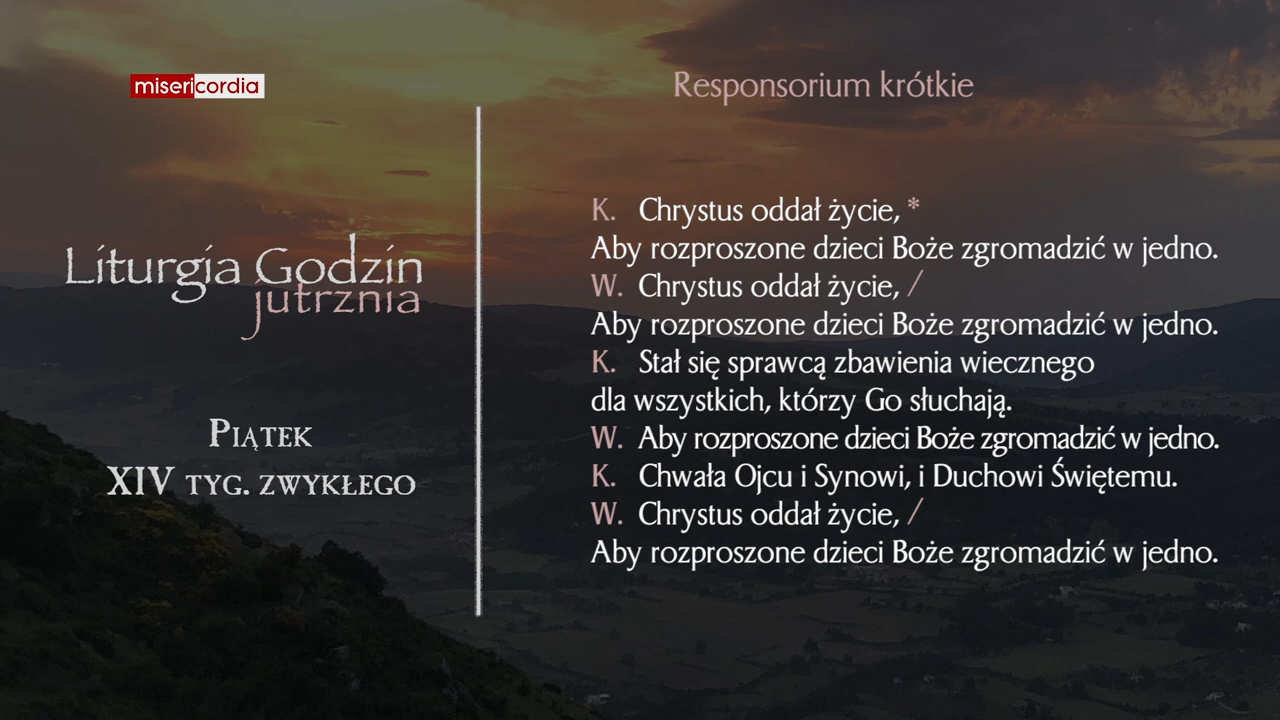 misericordia
Liturgia Godzin
jutrznia
Piątek
XIV tyg. zwykłego
Responsorium krótkie
K. Chrystus oddał życie, *
Aby rozproszone dzieci Boże zgromadzić w jedno.
W. Chrystus oddał życie, /
Aby rozproszone dzieci Boże zgromadzić w jedno.
K. Stał się sprawcą zbawienia wiecznego
dla wszystkich, którzy Go słuchają.
W. Aby rozproszone dzieci Boże zgromadzić w jedno.
K. Chwała Ojcu i Synowi, i Duchowi Świętemu.
W. Chrystus oddał życie, /
Aby rozproszone dzieci Boże zgromadzić w jedno.